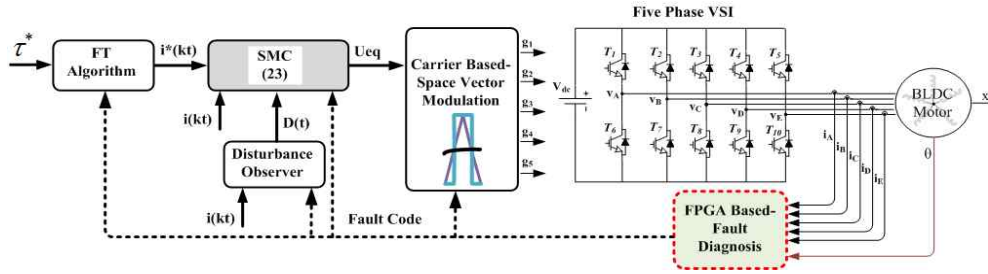 Five Phase VSI
τ*
FT
Algorithm
i*(kt)
SMC
(23)
Ueq
Carrier Based-
Space Vector
Modulation
g1
g2
g3
g4
g5
Vdc
+
-
T1
T2
T3
T4
T5
vA
vB
vC
vD
vE
T6
T7
T8
T9
T10
BLDC
Motor
x
θ
iA
iB
iC
iD
iE
i(kt)
D(t)
Disturbance
Observer
i(kt)
Fault Code
FPGA Based-
Fault
Diagnosis